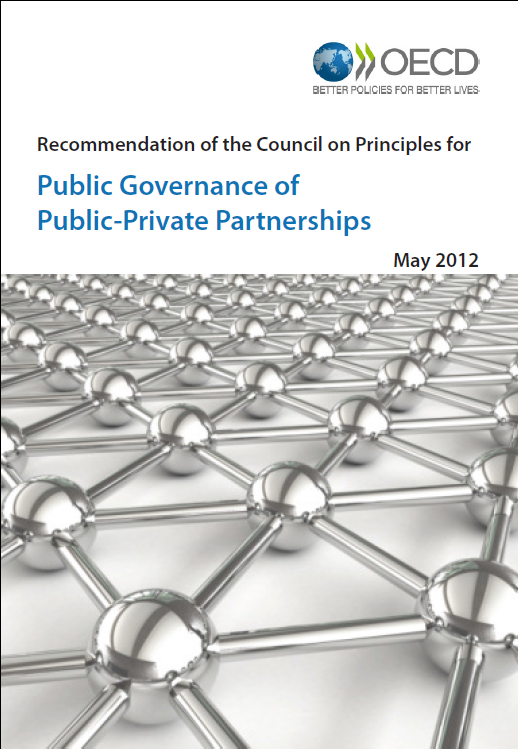 OECD
BETTER POLICIES FOR BETTER LIVES
Recommendation of the Council on Principles for
Public Governance of
Public-Private Partnerships
May 2012